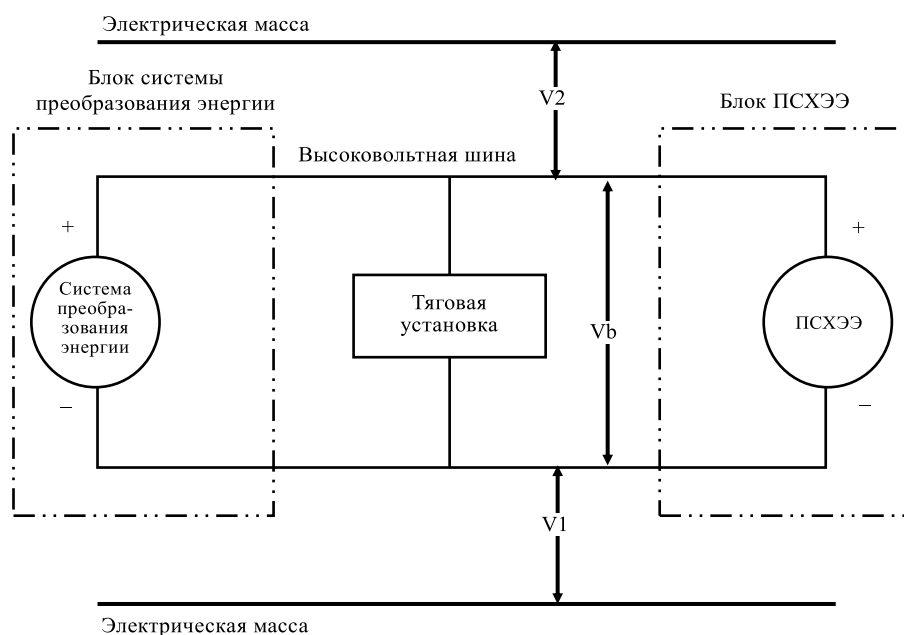 Электрическая масса
Блок системы
преобразования энергии
V2
Блок ПСХЭЭ
Высоковольтная шина
+
+
Система
преобра-
зования
энергии
Тяговая
установка
Vb
ПСХЭЭ
–
–
V1
Электрическая масса